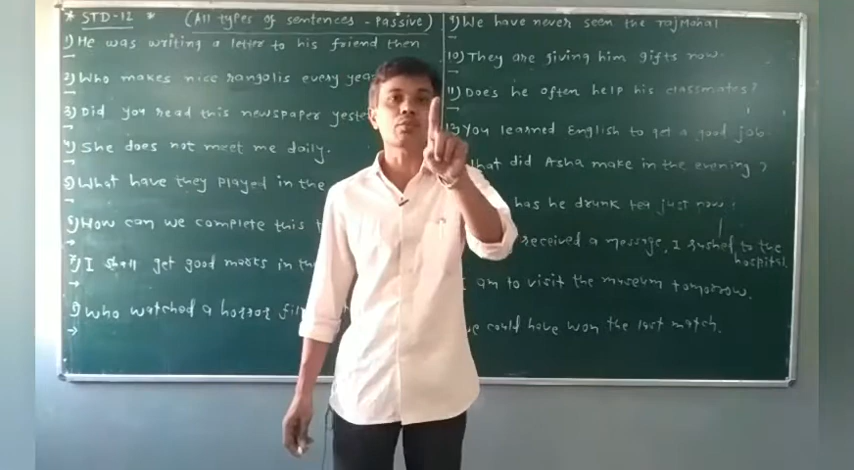 * STD-12 * (All types of sentences - Passive)
1) He was writing a letter to his friend then
→
2) Who makes nice rangolis every
→
3) Did you read this newspaper
→
4) She does not meet me daily.
→
5) What have they played in the
→
6) How can we complete this
→
7) I shall get good marks in
→
8) Who watched a horror
→
9) We have never seen the TajMahal
→
10) They are giving him gifts now.
→
11) Does he often help his classmates?
→
You learned English to get a good job.
did Asha make in the evening?
has he drunk tea just now
received a message, I rushed to the
hospital.
am to visit the museum tomorrow.
could have won the last match.